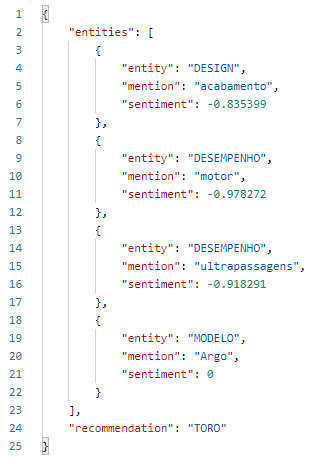 1 {
2 "entities": [
3 {
4 "entity": "DESIGN",
5 "mention": "acabamento",
6 "sentiment": -0.835399
7 },
8 {
9 "entity": "DESEMPENHO",
10 "mention": "motor",
11 "sentiment": -0.978272
12 },
13 {
14 "entity": "DESEMPENHO",
15 "mention": "ultrapassagens",
16 "sentiment": -0.918291
17 },
18 {
19 "entity": "MODELO",
20 "mention": "Argo",
21 "sentiment": 0
22 }
23 ],
24 "recommendation": "TORO"
25 }